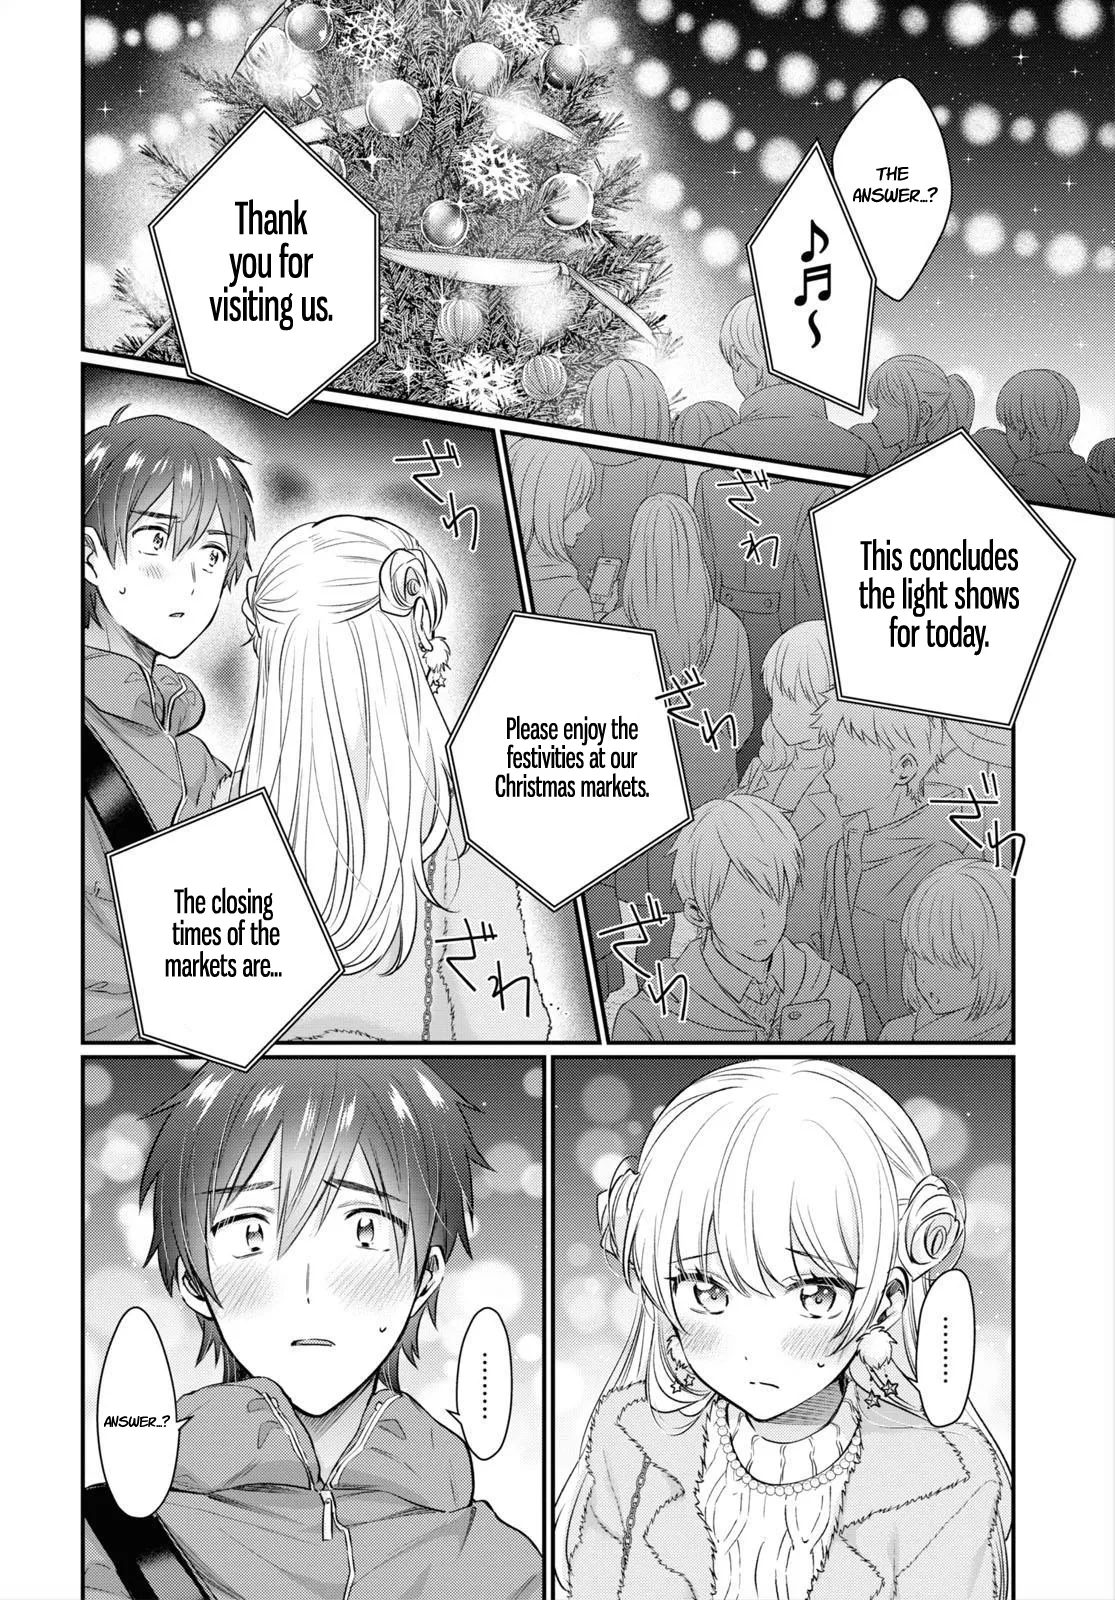 THE
ANSWER...?
♪
♬
~
Thank
you for
visiting us.
This concludes
the light shows
for today.
ざわ
ざわ
ざわ
ざわ
Please enjoy the
festivities at our
Christmas markets.
ざわ
ざわ
The closing
times of the
markets are...
.........
.........
ANSWER...?